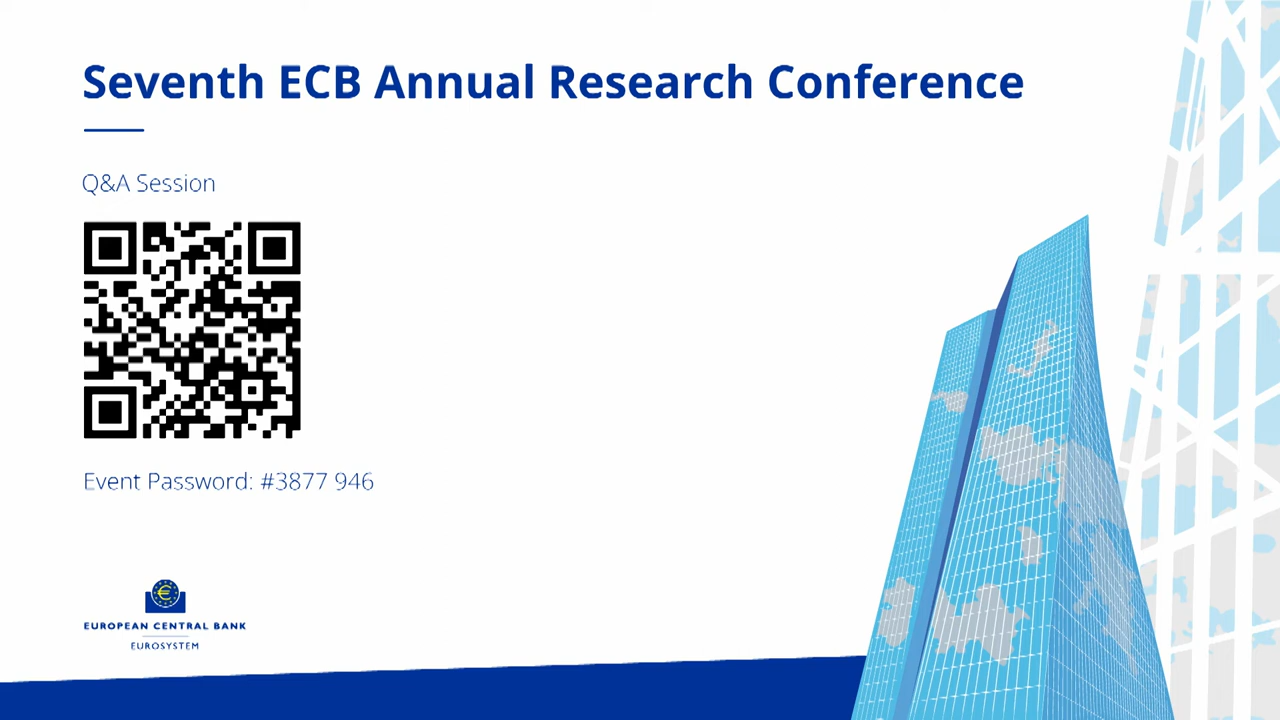 Seventh ECB Annual Research Conference
Q&A Session
Event Password: #3877 946
EUROPEAN CENTRAL BANK
EUROSYSTEM